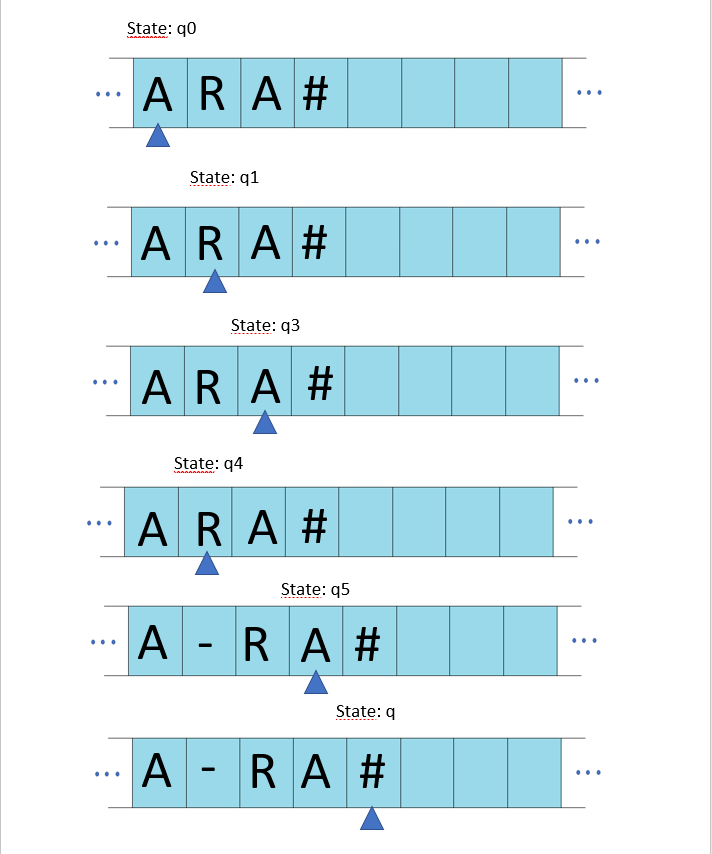 State: q0
... A R A # ...
State: q1
... A R A # ...
State: q3
... A R A # ...
State: q4
... A R A # ...
State: q5
... A - R A # ...
State: q
... A - R A # ...